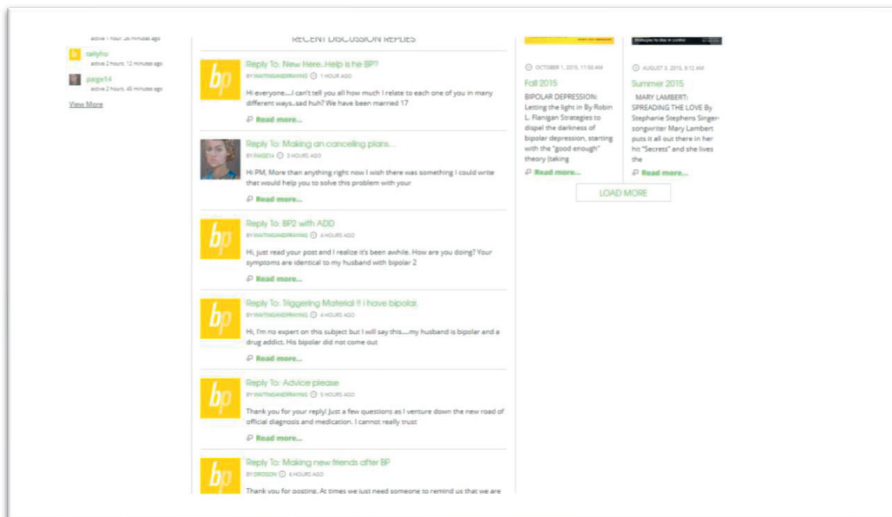 active 1 hour, 26 minutes ago
rallyho
active 2 hours, 12 minutes ago
paige14
active 2 hours, 45 minutes ago
View More
RECENT DISCUSSION REPLIES
bp
Reply To: New Here..Help is he BP?
BY WAITINGANDPRAYING 1 HOUR AGO
Hi everyone....I can't tell you all how much I relate to each one of you in many
different ways..sad huh? We have been married 17
Read more...
Reply To: Making an canceling plans...
BY PAIGE14 3 HOURS AGO
Hi PM, More than anything right now I wish there was something I could write
that would help you to solve this problem with your
Read more...
bp
Reply To: BP2 with ADD
BY WAITINGANDPRAYING 4 HOURS AGO
Hi, just read your post and I realize it's been awhile. How are you doing? Your
symptoms are identical to my husband with bipolar 2
Read more...
bp
Reply To: Triggering Material !! i have bipolar.
BY WAITINGANDPRAYING 4 HOURS AGO
Hi, I'm no expert on this subject but I will say this.....my husband is bipolar and a
drug addict. His bipolar did not come out
Read more...
bp
Reply To: Advice please
BY WAITINGANDPRAYING 5 HOURS AGO
Thank you for your reply! Just a few questions as I venture down the new road of
official diagnosis and medication. I cannot really trust
Read more...
bp
Reply To: Making new friends after BP
6 HOURS AGO
Thank you for posting. At times we just need someone to remind us that we are
OCTOBER 1, 2015, 11:00 AM
Fall 2015
BIPOLAR DEPRESSION:
Letting the light in By Robin
L. Flanigan Strategies to
dispel the darkness of
bipolar depression, starting
with the "good enough"
theory (taking
Read more...
AUGUST 3, 2015, 9:12 AM
Summer 2015
MARY LAMBERT:
SPREADING THE LOVE By
Stephanie Stephens Singer-
songwriter Mary Lambert
puts it all out there in her
hit "Secrets" and she lives
the
Read more...
LOAD MORE